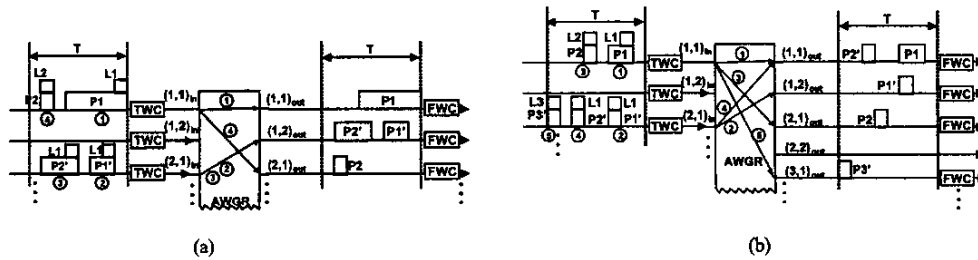 T
T
L2
L1
P2
P1
④
①
TWC
(1,1)in
①
(1,1)out
P1
FWC
TWC
(1,2)in
④
(1,2)out
P2'
P1'
FWC
L1
L1
P2'
P1'
③
②
TWC
(2,1)in
③
②
(2,1)out
P2
FWC
AWGR
(a)
T
T
L2
L1
P2
P1
③
①
TWC
(1,1)in
①
(1,1)out
P2'
P1
FWC
③
TWC
(1,2)in
(1,2)out
P1'
FWC
L3
L1
L1
P3'
P2'
P1'
⑤
④
②
TWC
(2,1)in
④
②
⑤
(2,1)out
P2
FWC
AWGR
(2,2)out
(3,1)out
P3'
FWC
(b)